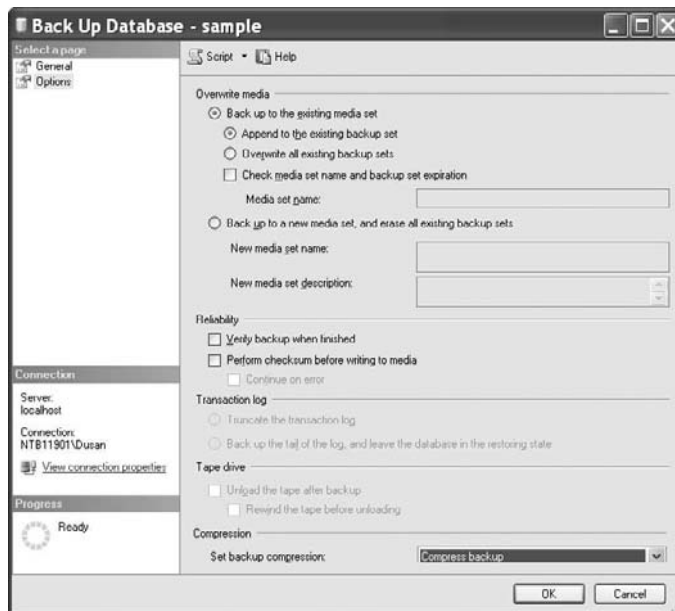 Back Up Database - sample
Select a page
General
Options
Script Help
Overwrite media
Back up to the existing media set
Append to the existing backup set
Overwrite all existing backup sets
Check media set name and backup set expiration
Media set name:
Back up to a new media set, and erase all existing backup sets
New media set name:
New media set description:
Reliability
Verify backup when finished
Perform checksum before writing to media
Continue on error
Transaction log
Truncate the transaction log
Back up the tail of the log, and leave the database in the restoring state
Tape drive
Unload the tape after backup
Rewind the tape before unloading
Compression
Set backup compression: Compress backup
Connection
Server:
localhost
Connection:
NTB11901\Dusan
View connection properties
Progress
Ready
OK Cancel